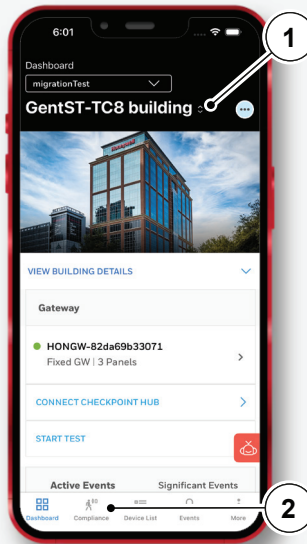 6:01
1
Dashboard
migrationTest
GentST-TC8 building
Honeywell
VIEW BUILDING DETAILS
Gateway
HONGW-82da69b33071
Fixed GW | 3 Panels
CONNECT CHECKPOINT HUB
START TEST
Active Events Significant Events
Dashboard Compliance Device List Events More
2